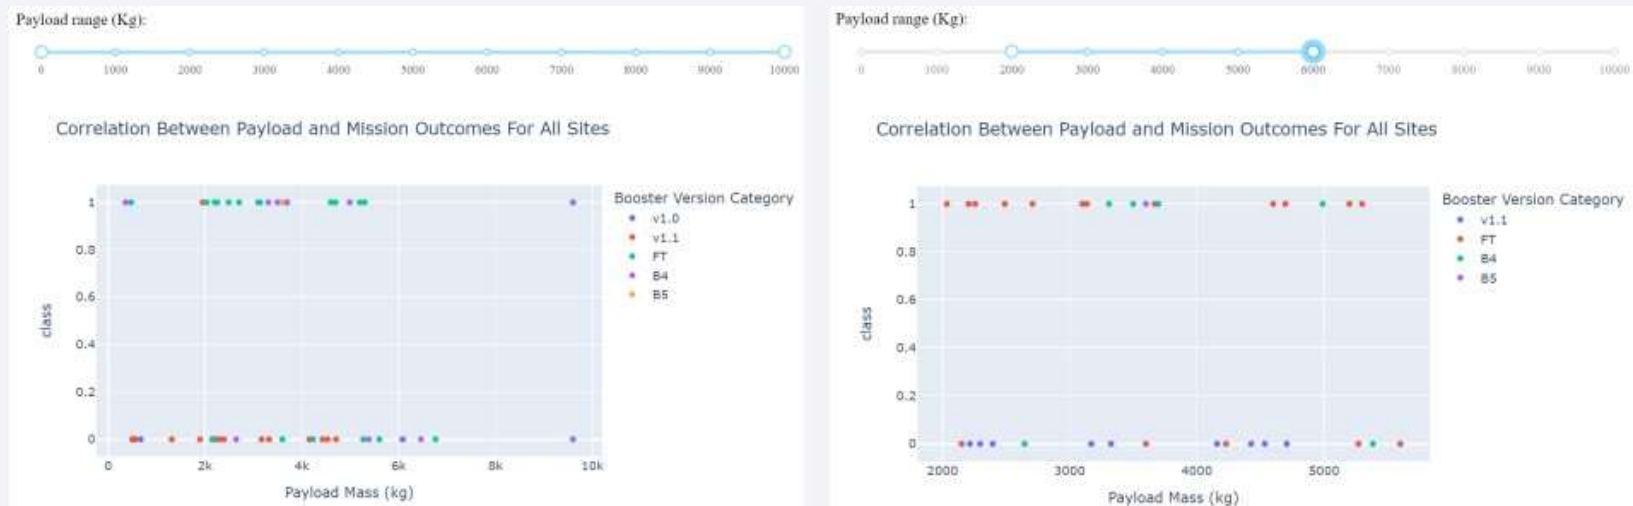 Payload range (Kg):
0 1000 2000 3000 4000 5000 6000 7000 8000 9000 10000
Correlation Between Payload and Mission Outcomes For All Sites
Booster Version Category
v1.0
v1.1
FT
B4
B5
1
0.8
0.6
0.4
0.2
0
class
0 2k 4k 6k 8k 10k
Payload Mass (kg)
Payload range (Kg):
0 1000 2000 3000 4000 5000 6000 7000 8000 9000 10000
Correlation Between Payload and Mission Outcomes For All Sites
Booster Version Category
v1.1
FT
B4
B5
1
0.8
0.6
0.4
0.2
0
class
2000 3000 4000 5000
Payload Mass (kg)